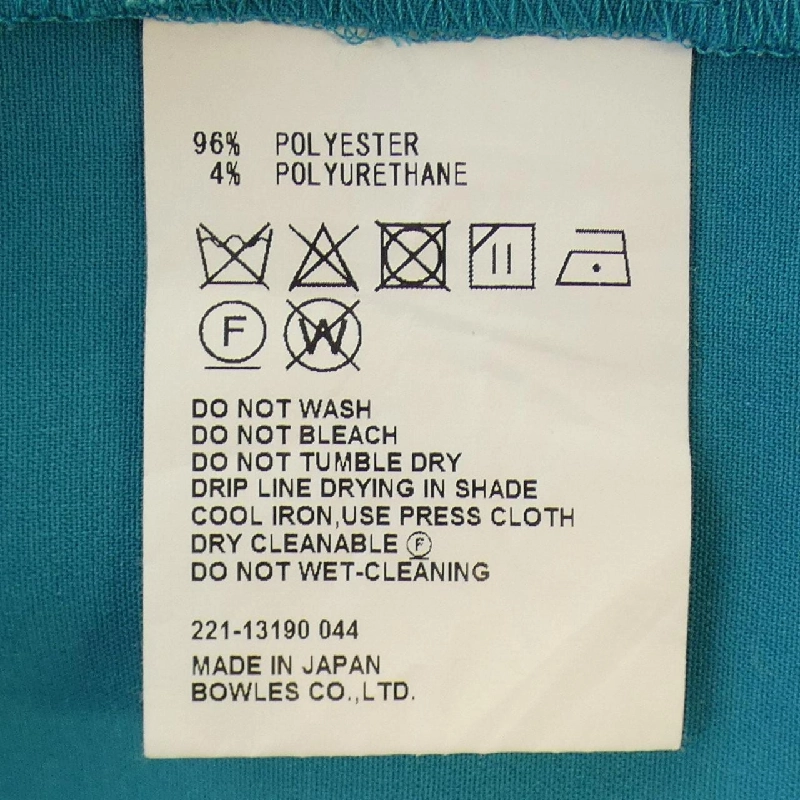 96% POLYESTER
4% POLYURETHANE
F W
DO NOT WASH
DO NOT BLEACH
DO NOT TUMBLE DRY
DRIP LINE DRYING IN SHADE
COOL IRON,USE PRESS CLOTH
DRY CLEANABLE Ⓕ
DO NOT WET-CLEANING
221-13190 044
MADE IN JAPAN
BOWLES CO.,LTD.